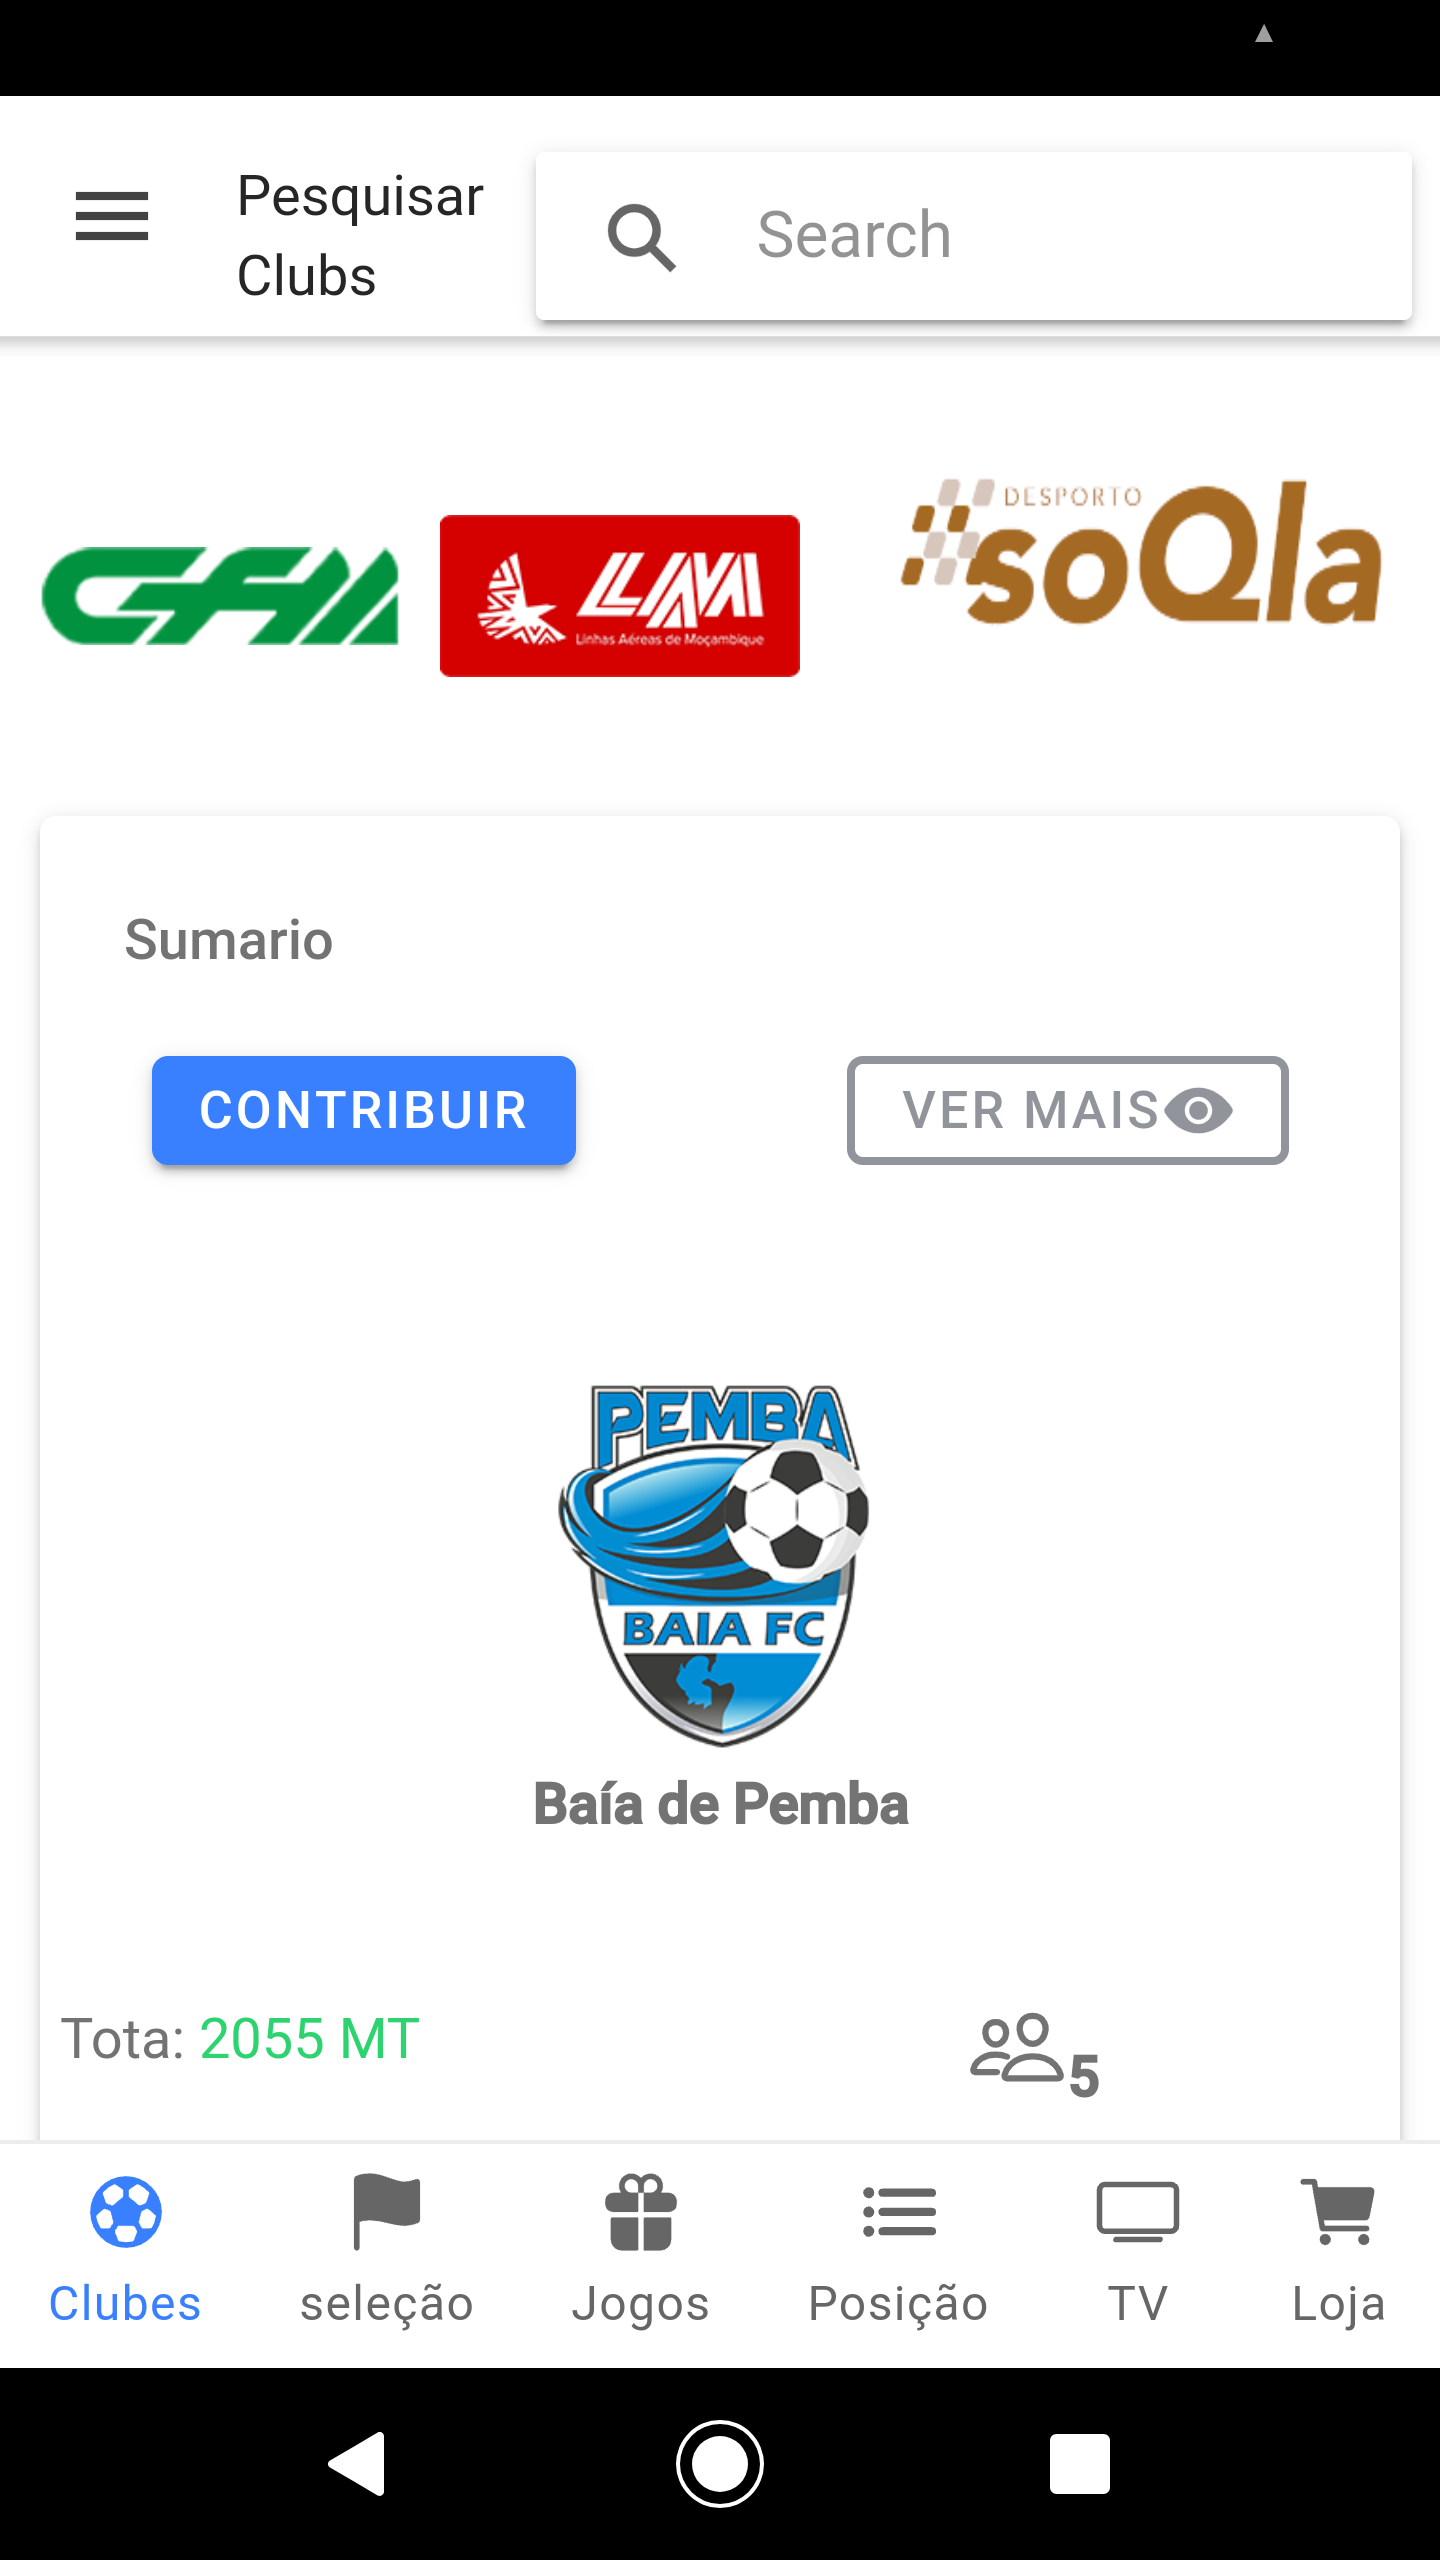 Pesquisar
Clubs
Search
CFM
LAM
Linhas Aéreas de Moçambique
DESPORTO
soQla
Sumario
CONTRIBUIR
VER MAIS
PEMBA
BAIA FC
Baía de Pemba
Tota: 2055 MT
5
Clubes
seleção
Jogos
Posição
TV
Loja